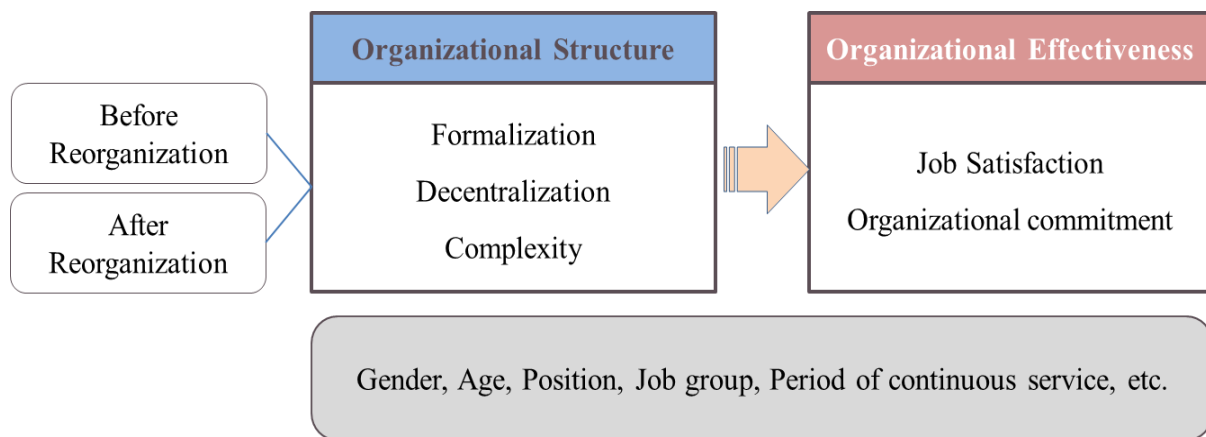 Before
Reorganization
After
Reorganization
Organizational Structure
Formalization
Decentralization
Complexity
Organizational Effectiveness
Job Satisfaction
Organizational commitment
Gender, Age, Position, Job group, Period of continuous service, etc.